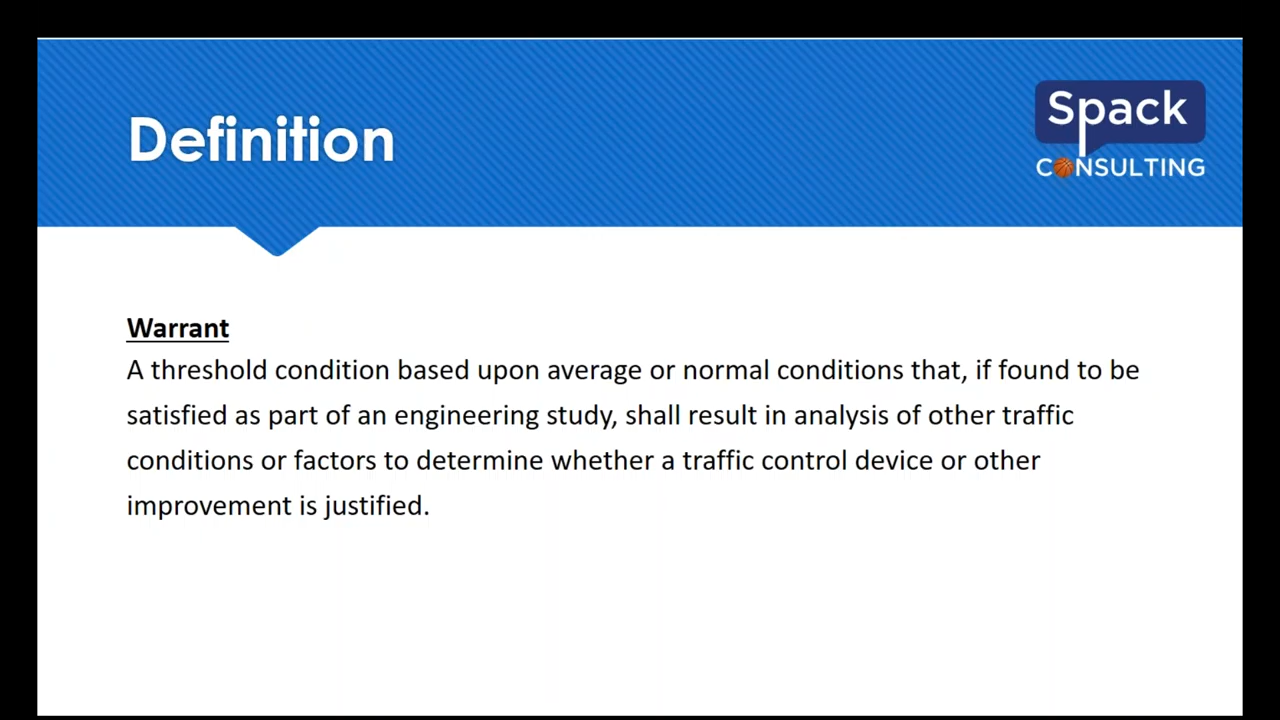 Definition
Spack
CONSULTING
Warrant
A threshold condition based upon average or normal conditions that, if found to be
satisfied as part of an engineering study, shall result in analysis of other traffic
conditions or factors to determine whether a traffic control device or other
improvement is justified.